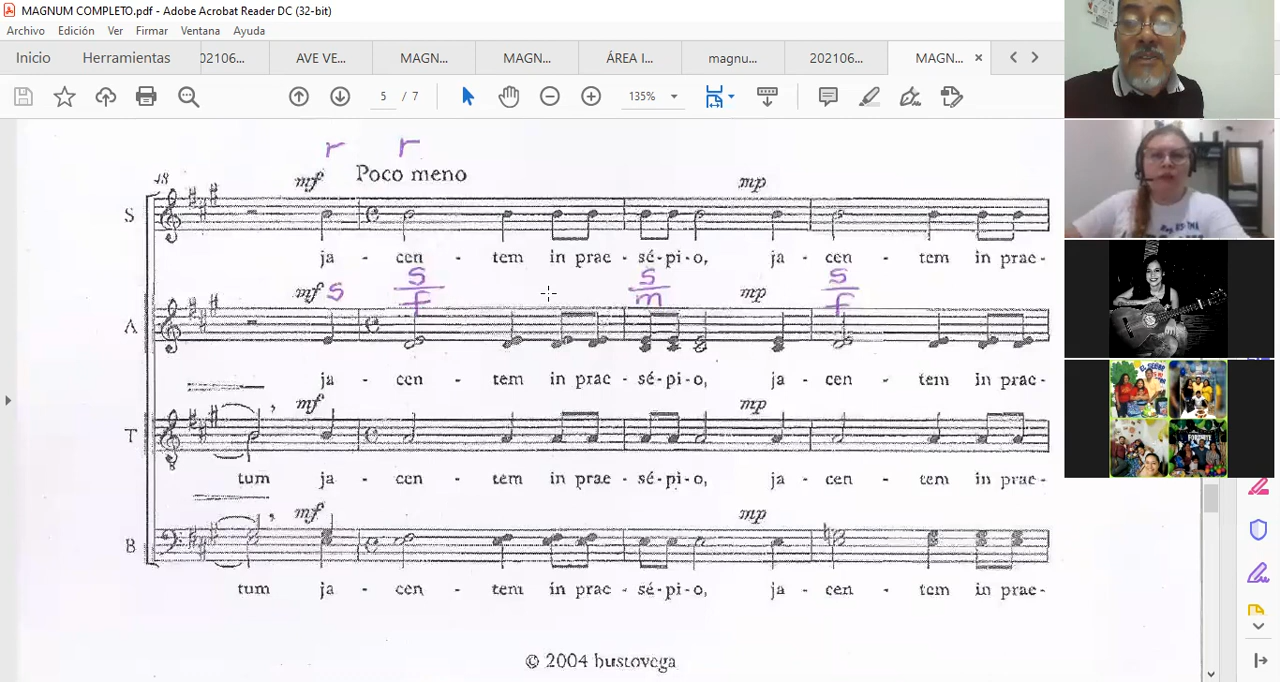 MAGNUM COMPLETO.pdf - Adobe Acrobat Reader DC (32-bit)
Archivo Edición Ver Firmar Ventana Ayuda
Inicio Herramientas 202106... AVE VE... MAGN... MAGN... ÁREA I... magnu... 202106... MAGN... ×
5 / 7 135%
r r
48 mf Poco meno mp
S
ja - cen - tem in prae - sé-pi-o, ja - cen - tem in prae-
mf s s/f s/m mp s/f
A
ja - cen - tem in prae - sé-pi-o, ja - cen - tem in prae-
mf mp
T
tum ja - cen - tem in prae - sé-pi-o, ja - cen - tem in prae-
mf mp
B
tum ja - cen - tem in prae - sé-pi-o, ja - cen - tem in prae-
© 2004 bustovega